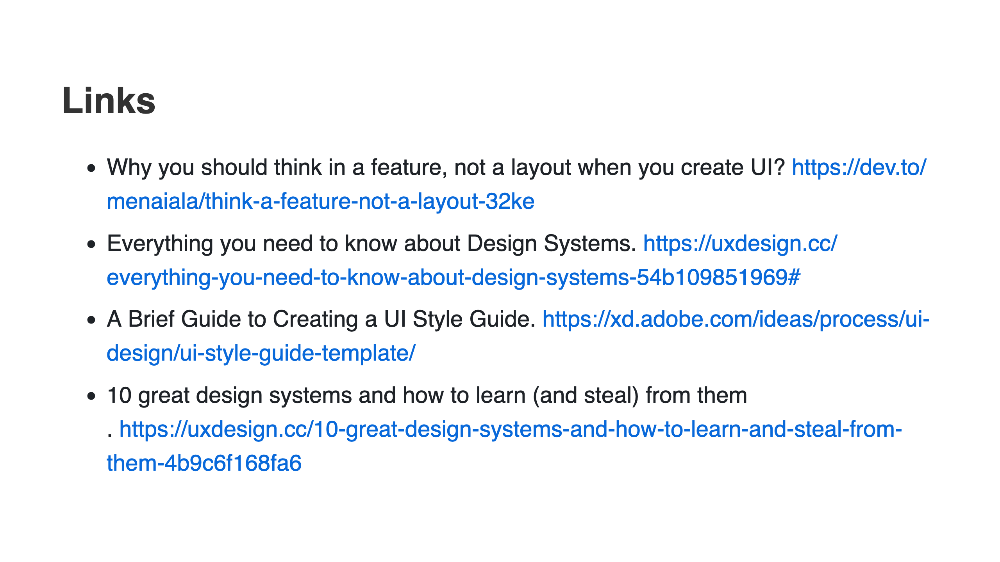 Links
• Why you should think in a feature, not a layout when you create UI? https://dev.to/
menaiala/think-a-feature-not-a-layout-32ke
• Everything you need to know about Design Systems. https://uxdesign.cc/
everything-you-need-to-know-about-design-systems-54b109851969#
• A Brief Guide to Creating a UI Style Guide. https://xd.adobe.com/ideas/process/ui-
design/ui-style-guide-template/
• 10 great design systems and how to learn (and steal) from them
. https://uxdesign.cc/10-great-design-systems-and-how-to-learn-and-steal-from-
them-4b9c6f168fa6